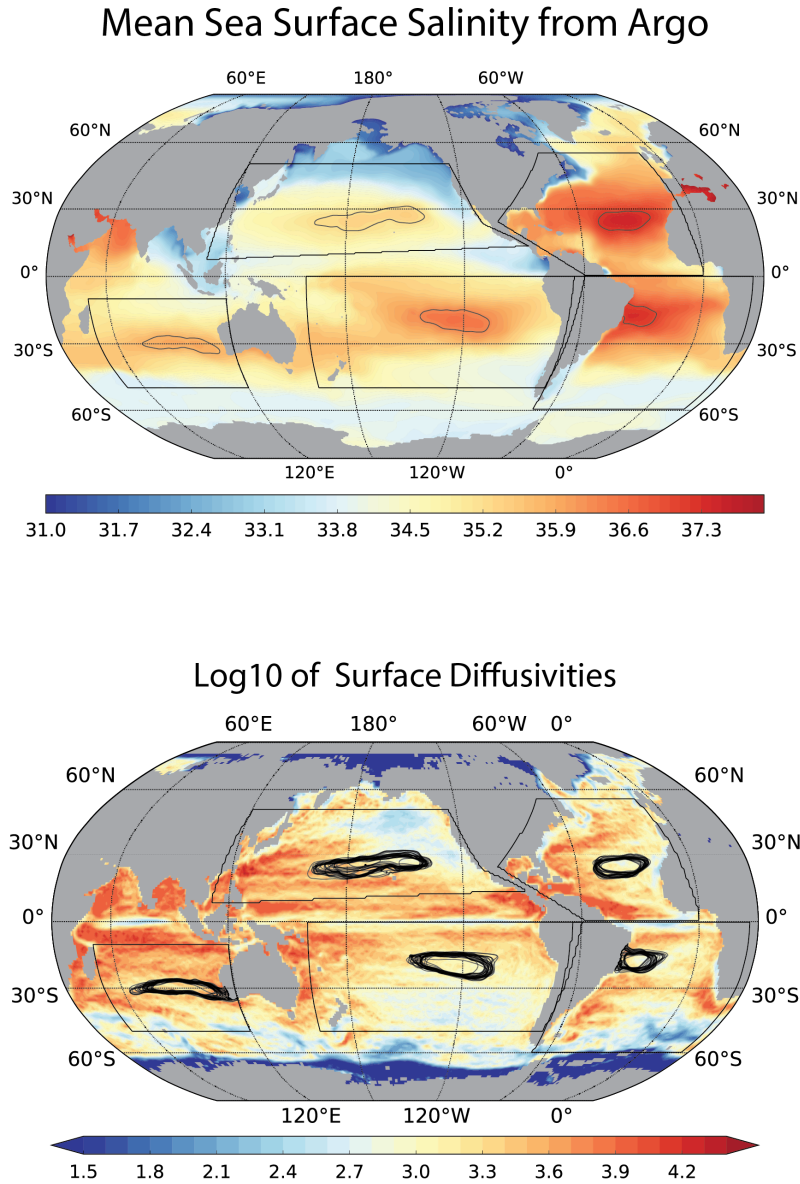 Mean Sea Surface Salinity from Argo
60°E 180° 60°W
60°N 60°N
30°N 30°N
0° 0°
30°S 30°S
60°S 60°S
120°E 120°W 0°
31.0 31.7 32.4 33.1 33.8 34.5 35.2 35.9 36.6 37.3
Log10 of Surface Diffusivities
60°E 180° 60°W 0°
60°N 60°N
30°N 30°N
0° 0°
30°S 30°S
60°S 60°S
120°E 120°W 0°
1.5 1.8 2.1 2.4 2.7 3.0 3.3 3.6 3.9 4.2